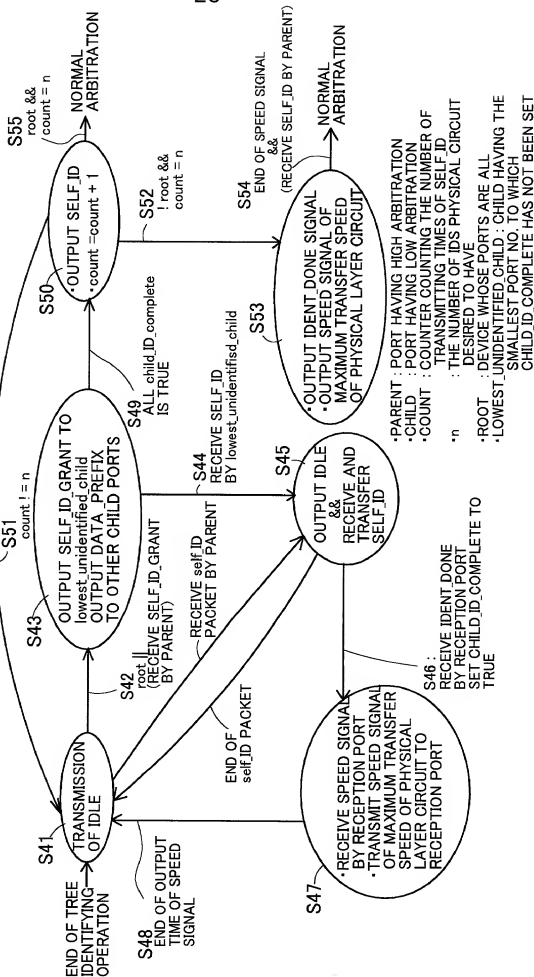 END OF TREE
IDENTIFYING
OPERATION
S41
TRANSMISSION
OF IDLE
S42
root ||
(RECEIVE SELF_ID_GRANT
BY PARENT)
S43
OUTPUT SELF_ID_GRANT TO
lowest_unidentified_child
OUTPUT DATA_PREFIX
TO OTHER CHILD PORTS
S51
count != n
S49
ALL child_ID_complete
IS TRUE
S50
・OUTPUT SELF_ID
・count =count + 1
S55
root &&
count = n
NORMAL
ARBITRATION
S52
! root &&
count = n
S53
・OUTPUT IDENT_DONE SIGNAL
・OUTPUT SPEED SIGNAL OF
MAXIMUM TRANSFER SPEED
OF PHYSICAL LAYER CIRCUIT
S54
END OF SPEED SIGNAL
&&
(RECEIVE SELF_ID BY PARENT)
NORMAL
ARBITRATION
S44
RECEIVE SELF_ID
BY lowest_unidentifisd_child
S45
OUTPUT IDLE
&&
RECEIVE AND
TRANSFER
SELF_ID
RECEIVE self_ID
PACKET BY PARENT
END OF
self_ID PACKET
S46 :
RECEIVE IDENT_DONE
BY RECEPTION PORT
SET CHILD_ID_COMPLETE TO
TRUE
S47
・RECEIVE SPEED SIGNAL
BY RECEPTION PORT
・TRANSMIT SPEED SIGNAL
OF MAXIMUM TRANSFER
SPEED OF PHYSICAL
LAYER CIRCUIT TO
RECEPTION PORT
S48
END OF OUTPUT
TIME OF SPEED
SIGNAL
・PARENT : PORT HAVING HIGH ARBITRATION
・CHILD : PORT HAVING LOW ARBITRATION
・COUNT : COUNTER COUNTING THE NUMBER OF
TRANSMITTING TIMES OF SELF_ID
・n : THE NUMBER OF IDS PHYSICAL CIRCUIT
DESIRED TO HAVE
・ROOT : DEVICE WHOSE PORTS ARE ALL
・LOWEST_UNIDENTIFIED_CHILD : CHILD HAVING THE
SMALLEST PORT NO. TO WHICH
CHILD_ID_COMPLETE HAS NOT BEEN SET